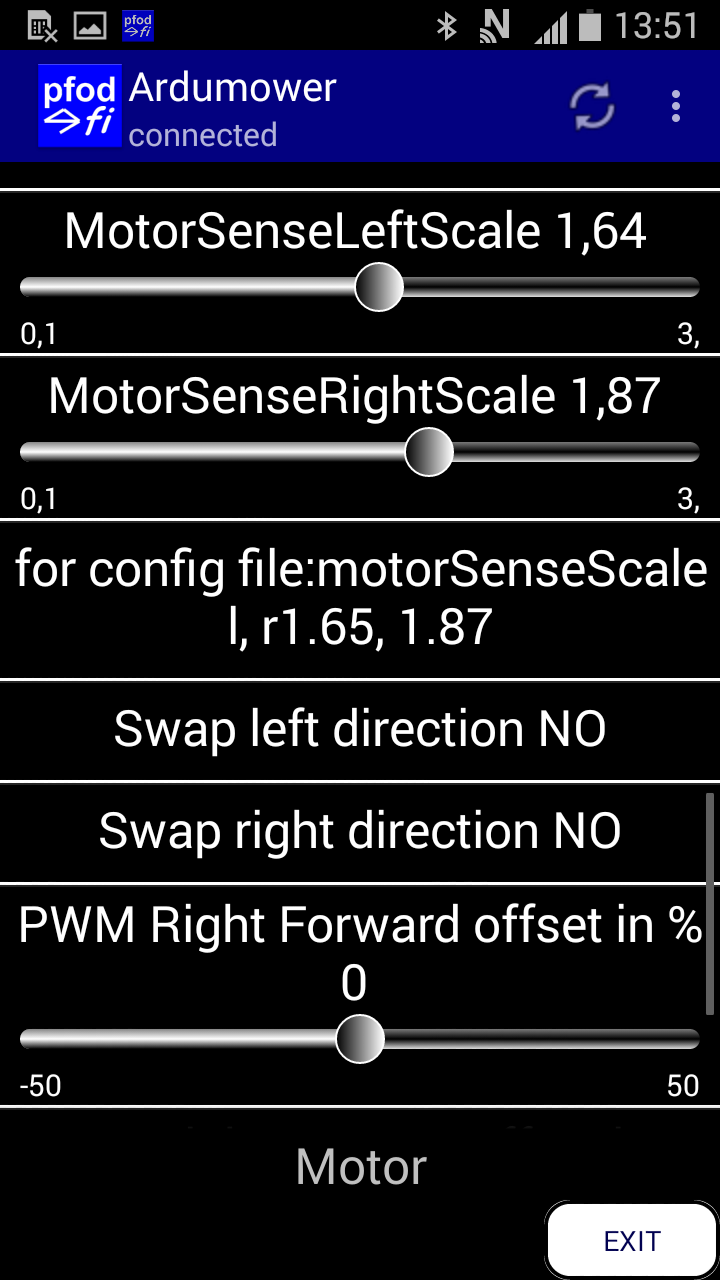 pfod
fi
13:51
pfod
fi
Ardumower
connected
MotorSenseLeftScale 1,64
0,1
3,
MotorSenseRightScale 1,87
0,1
3,
for config file:motorSenseScale
l, r1.65, 1.87
Swap left direction NO
Swap right direction NO
PWM Right Forward offset in %
0
-50
50
Motor
EXIT